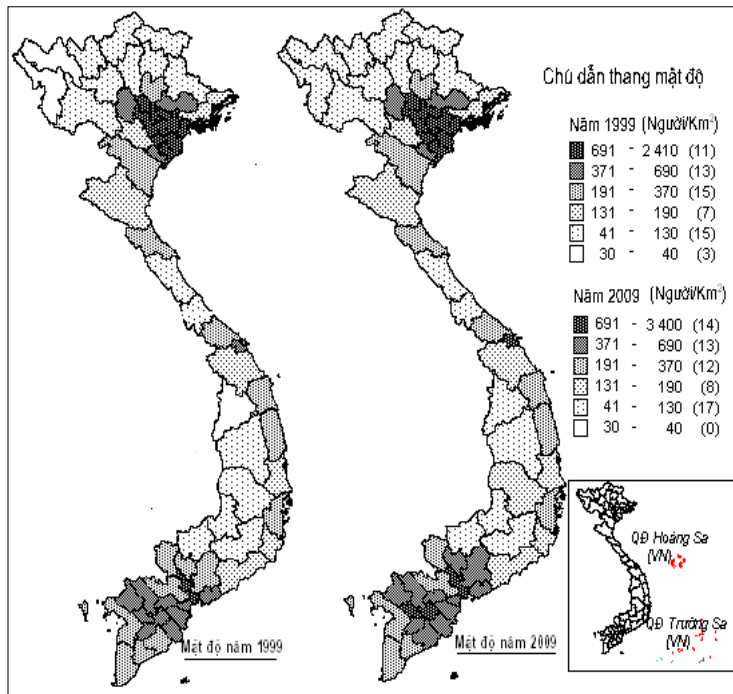 Chú dẫn thang mật độ
Năm 1999 (Người/Km²)
691 - 2 410 (11)
371 - 690 (13)
191 - 370 (15)
131 - 190 (7)
41 - 130 (15)
30 - 40 (3)
Năm 2009 (Người/Km²)
691 - 3 400 (14)
371 - 690 (13)
191 - 370 (12)
131 - 190 (8)
41 - 130 (17)
30 - 40 (0)
QĐ Hoàng Sa
(VN)
QĐ Trường Sa
(VN)
Mật độ năm 1999
Mật độ năm 2009